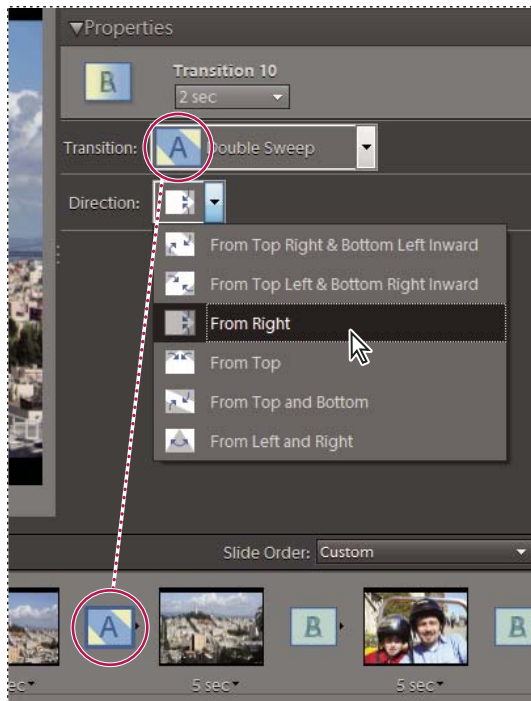 ▼Properties
B
Transition 10
2 sec
Transition: A Double Sweep
Direction:
From Top Right & Bottom Left Inward
From Top Left & Bottom Right Inward
From Right
From Top
From Top and Bottom
From Left and Right
Slide Order: Custom
A B B
5 sec 5 sec